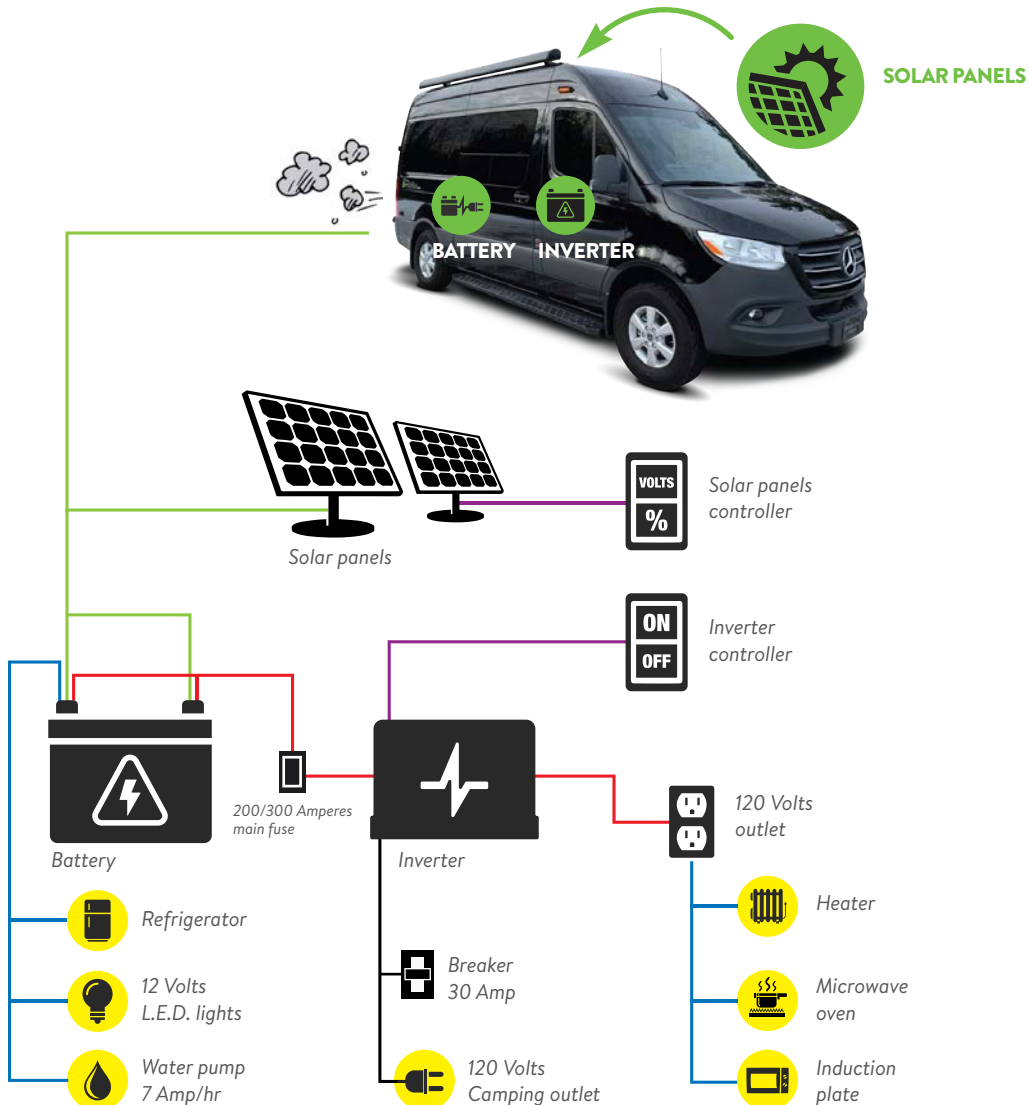 SOLAR PANELS
BATTERY
INVERTER
VOLTS
%
Solar panels
controller
Solar panels
ON
OFF
Inverter
controller
200/300 Amperes
main fuse
120 Volts
outlet
Battery
Inverter
Refrigerator
Heater
Breaker
30 Amp
12 Volts
L.E.D. lights
Microwave
oven
Water pump
7 Amp/hr
120 Volts
Camping outlet
Induction
plate